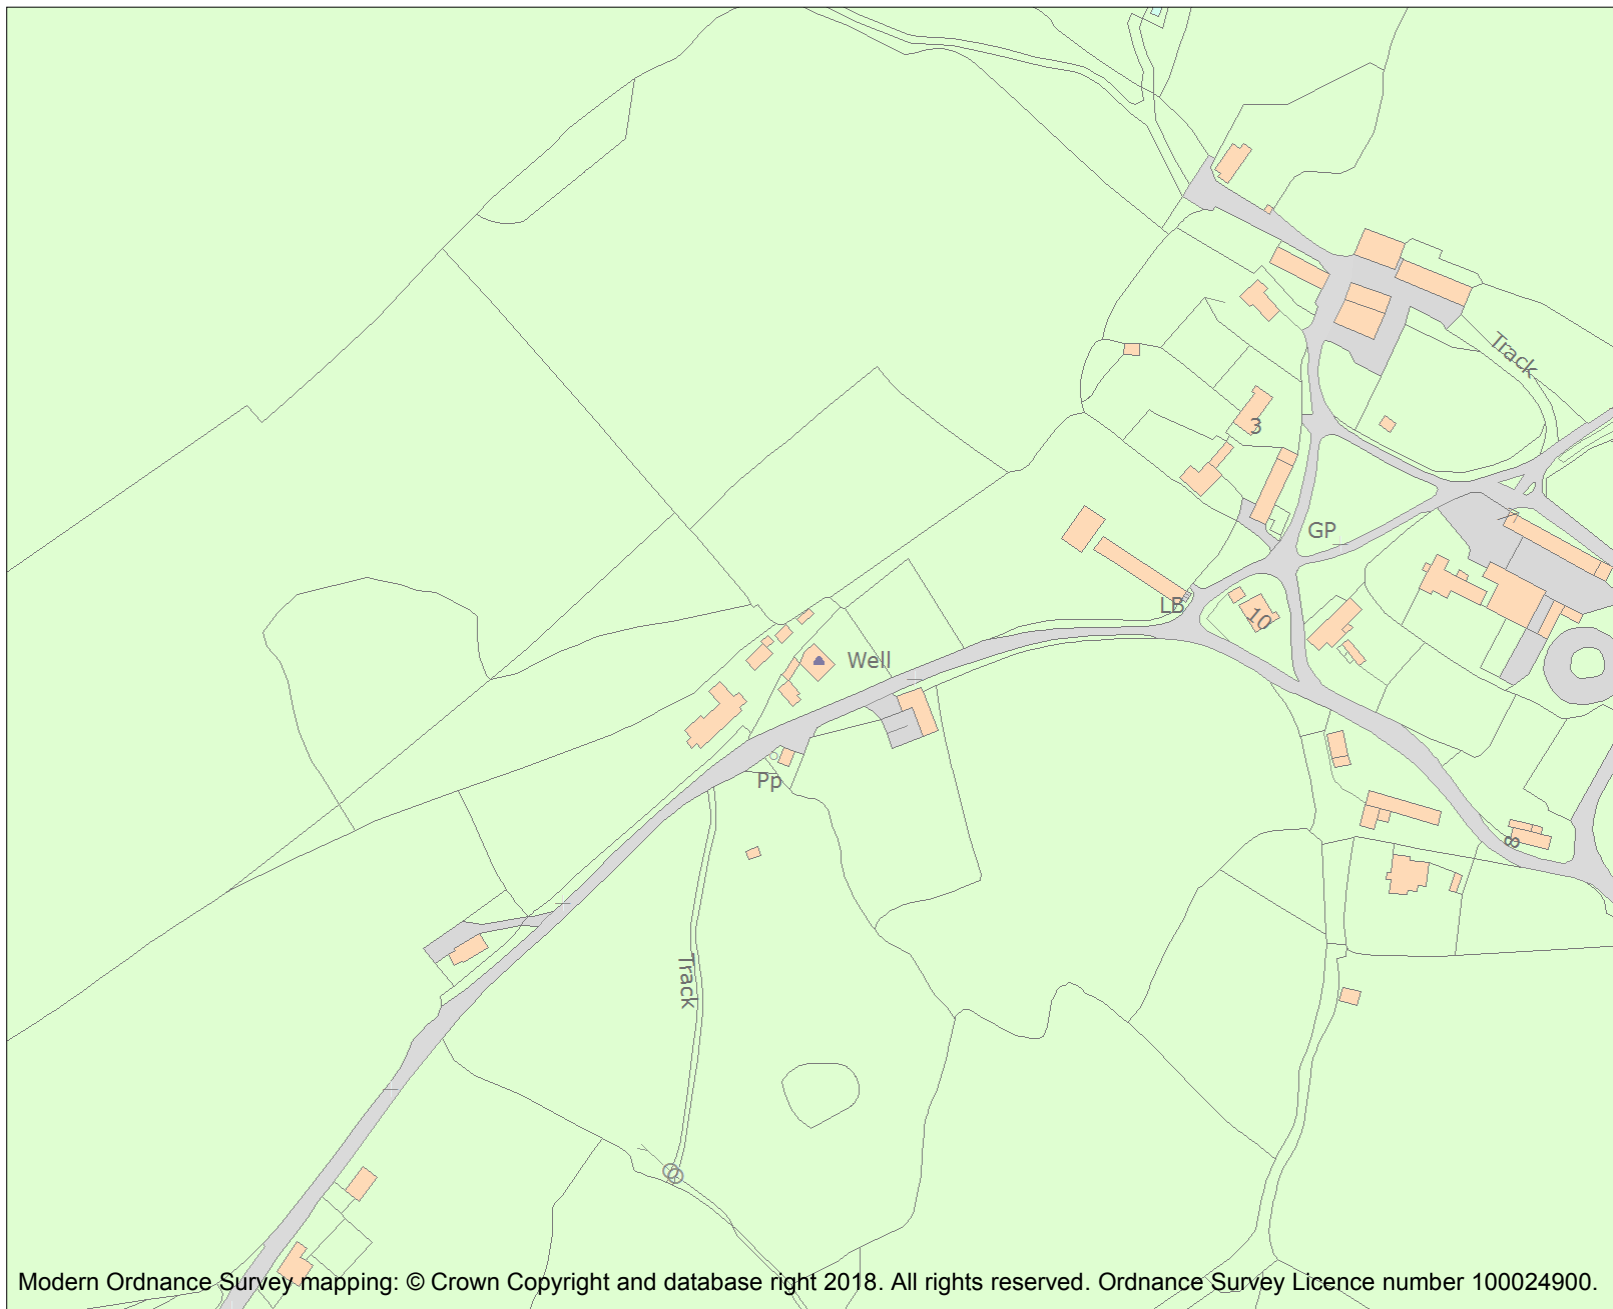 Track
3
GP
LB
10
Well
Pp
8
Track
Modern Ordnance Survey mapping: © Crown Copyright and database right 2018. All rights reserved. Ordnance Survey Licence number 100024900.